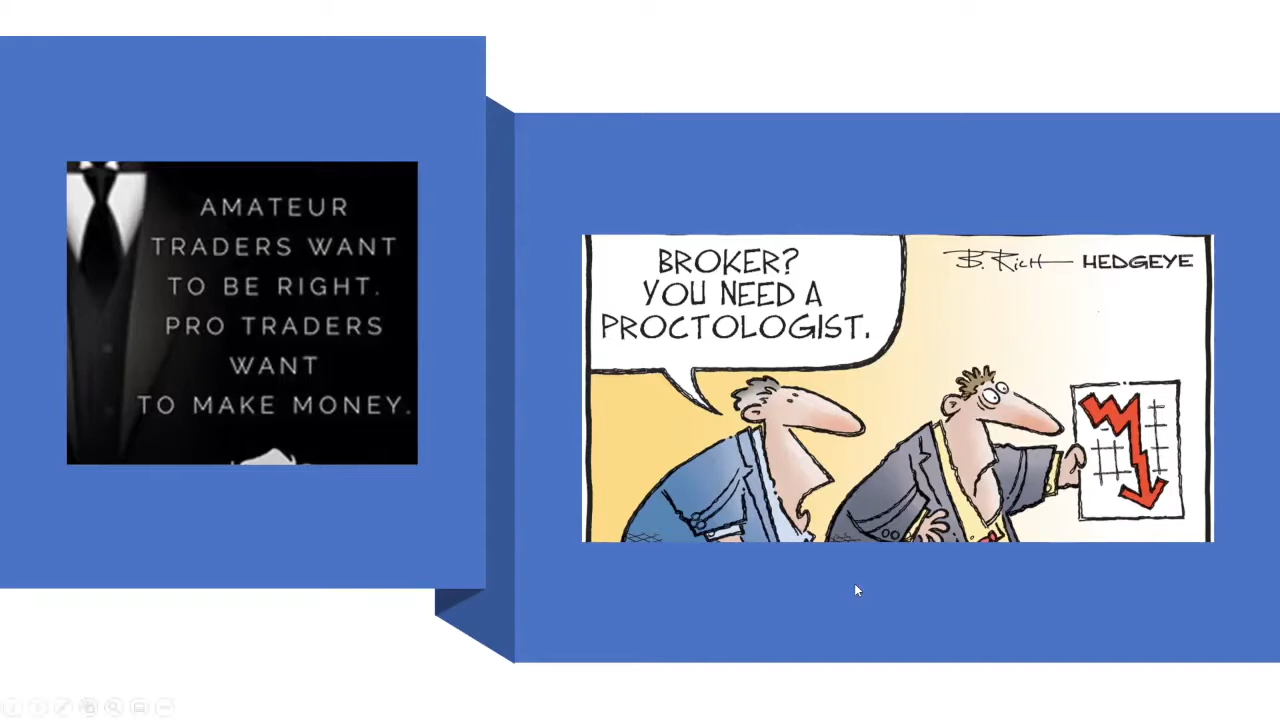 AMATEUR
TRADERS WANT
TO BE RIGHT.
PRO TRADERS
WANT
TO MAKE MONEY.
BROKER?
YOU NEED A
PROCTOLOGIST.
B. RICH HEDGEYE